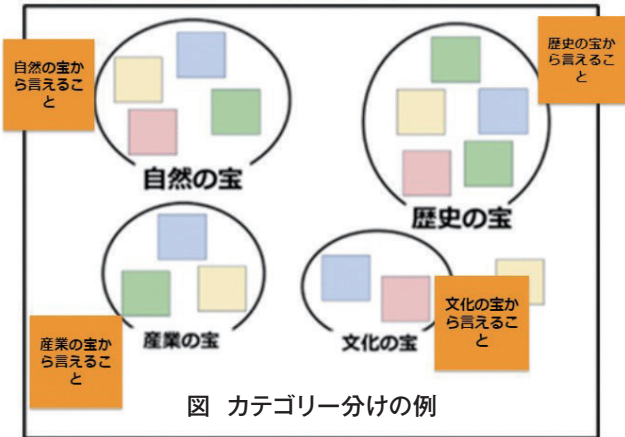 自然の宝か
ら言えるこ
と
自然の宝
歴史の宝か
ら言えるこ
と
歴史の宝
産業の宝か
ら言えるこ
と
産業の宝
文化の宝か
ら言えるこ
と
文化の宝
図 カテゴリー分けの例